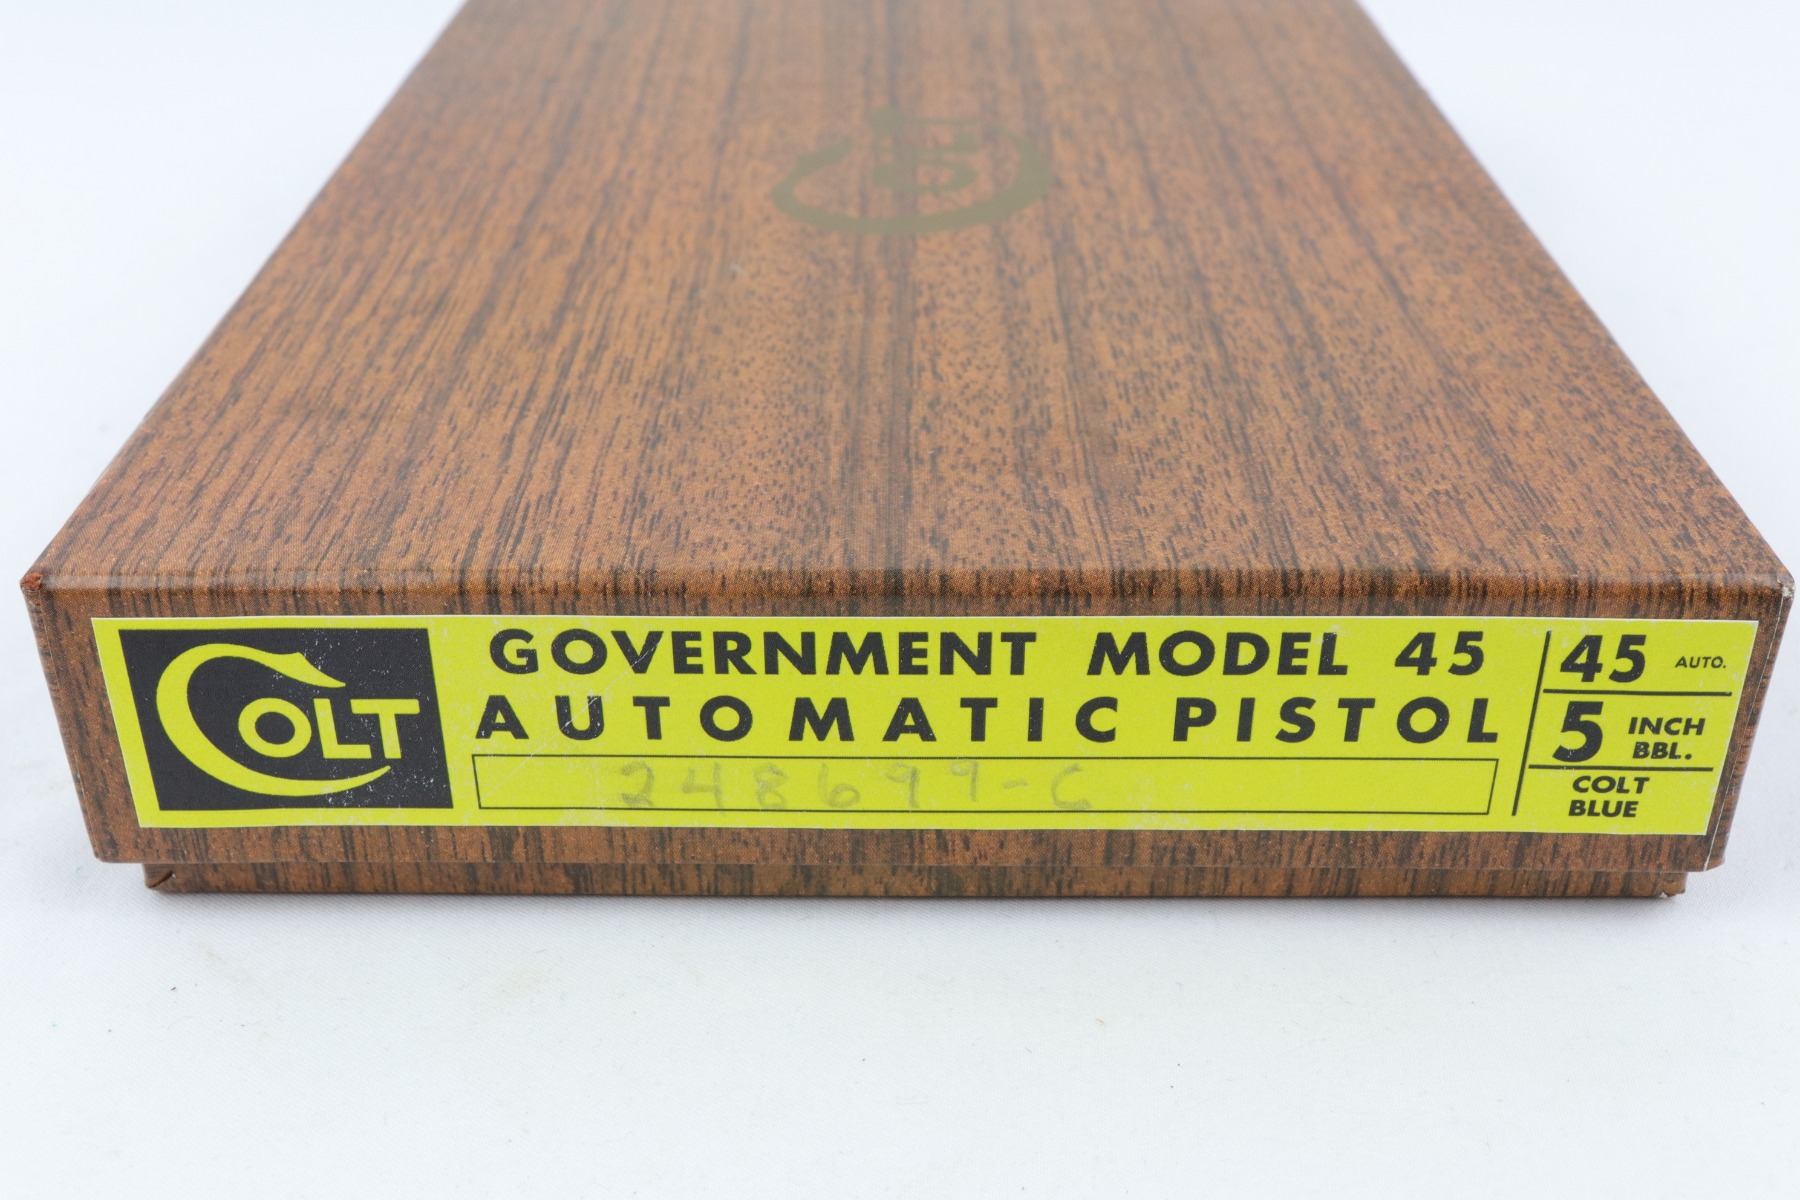 COLT
GOVERNMENT MODEL 45
AUTOMATIC PISTOL
248699-C
45 AUTO.
5 INCH BBL.
COLT
BLUE